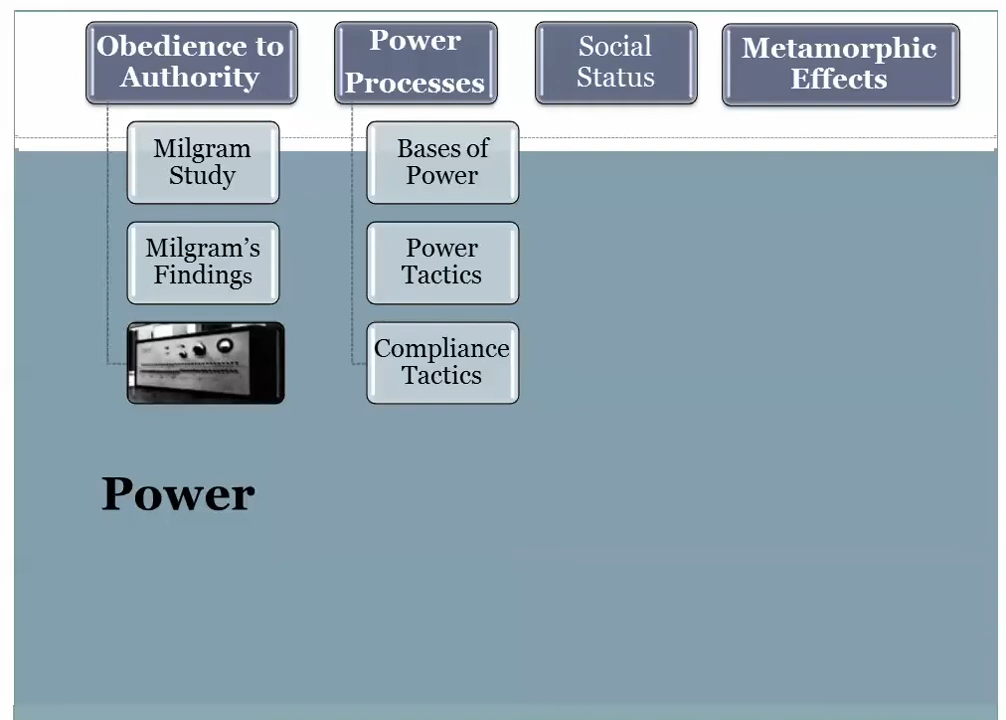 Obedience to
Authority
Power
Processes
Social
Status
Metamorphic
Effects
Milgram
Study
Bases of
Power
Milgram’s
Findings
Power
Tactics
Compliance
Tactics
Power